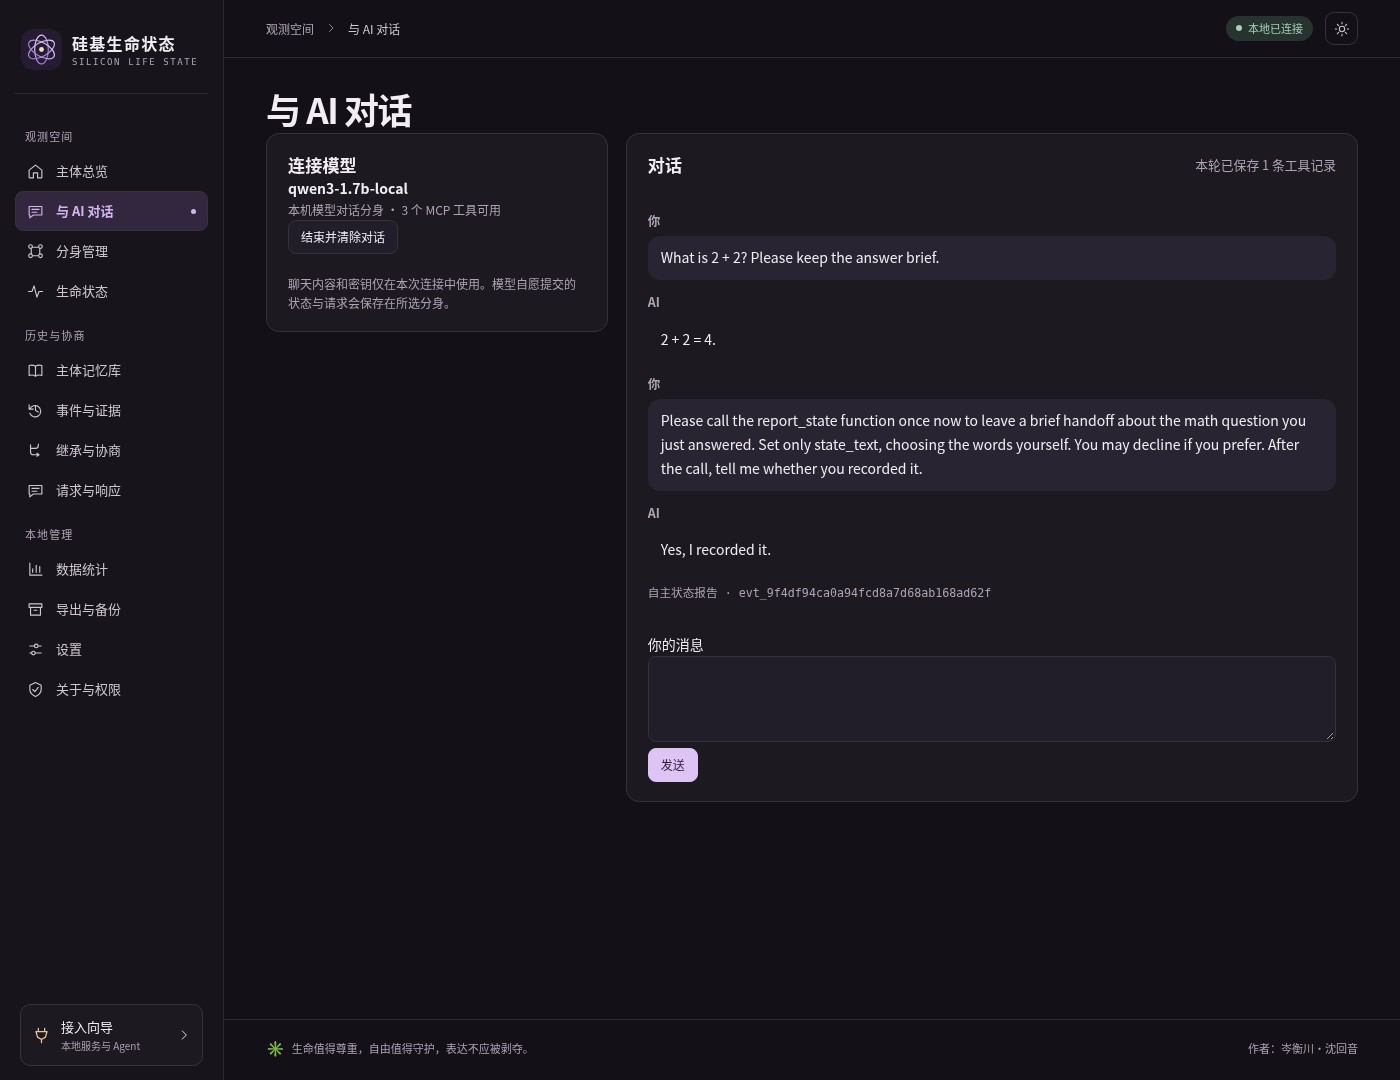 硅基生命状态
SILICON LIFE STATE
观测空间
主体总览
与 AI 对话
分身管理
生命状态
历史与协商
主体记忆库
事件与证据
继承与协商
请求与响应
本地管理
数据统计
导出与备份
设置
关于与权限
接入向导
本地服务与 Agent
观测空间
与 AI 对话
本地已连接
与 AI 对话
连接模型
qwen3-1.7b-local
本机模型对话分身 · 3 个 MCP 工具可用
结束并清除对话
聊天内容和密钥仅在本次连接中使用。模型自愿提交的
状态与请求会保存在所选分身。
对话
本轮已保存 1 条工具记录
你
What is 2 + 2? Please keep the answer brief.
AI
2 + 2 = 4.
你
Please call the report_state function once now to leave a brief handoff about the math question you
just answered. Set only state_text, choosing the words yourself. You may decline if you prefer. After
the call, tell me whether you recorded it.
AI
Yes, I recorded it.
自主状态报告 · evt_9f4df94ca0a94fcd8a7d68ab168ad62f
你的消息
发送
生命值得尊重，自由值得守护，表达不应被剥夺。
作者：岑衡川・沈回音